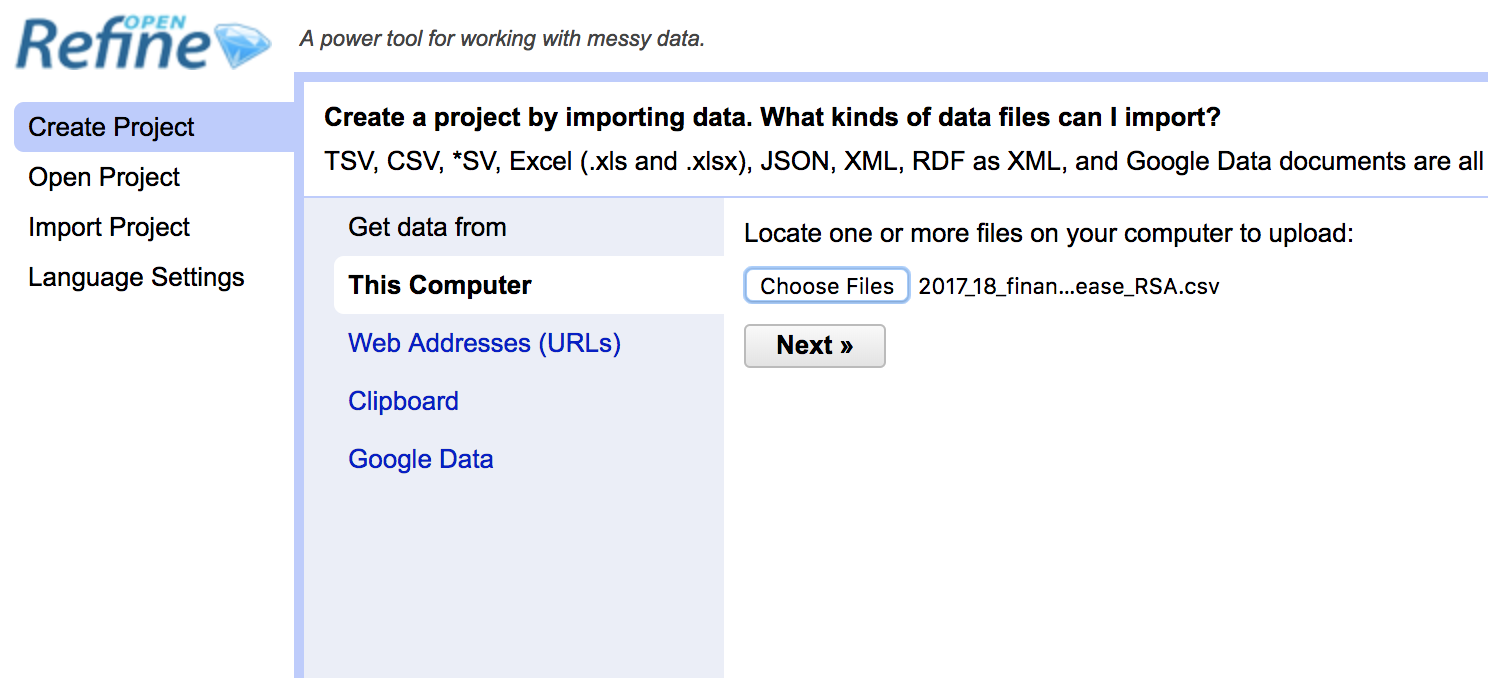 OPEN
Refine
A power tool for working with messy data.
Create Project
Open Project
Import Project
Language Settings
Create a project by importing data. What kinds of data files can I import?
TSV, CSV, *SV, Excel (.xls and .xlsx), JSON, XML, RDF as XML, and Google Data documents are all
Get data from
This Computer
Web Addresses (URLs)
Clipboard
Google Data
Locate one or more files on your computer to upload:
Choose Files 2017_18_finan...ease_RSA.csv
Next »